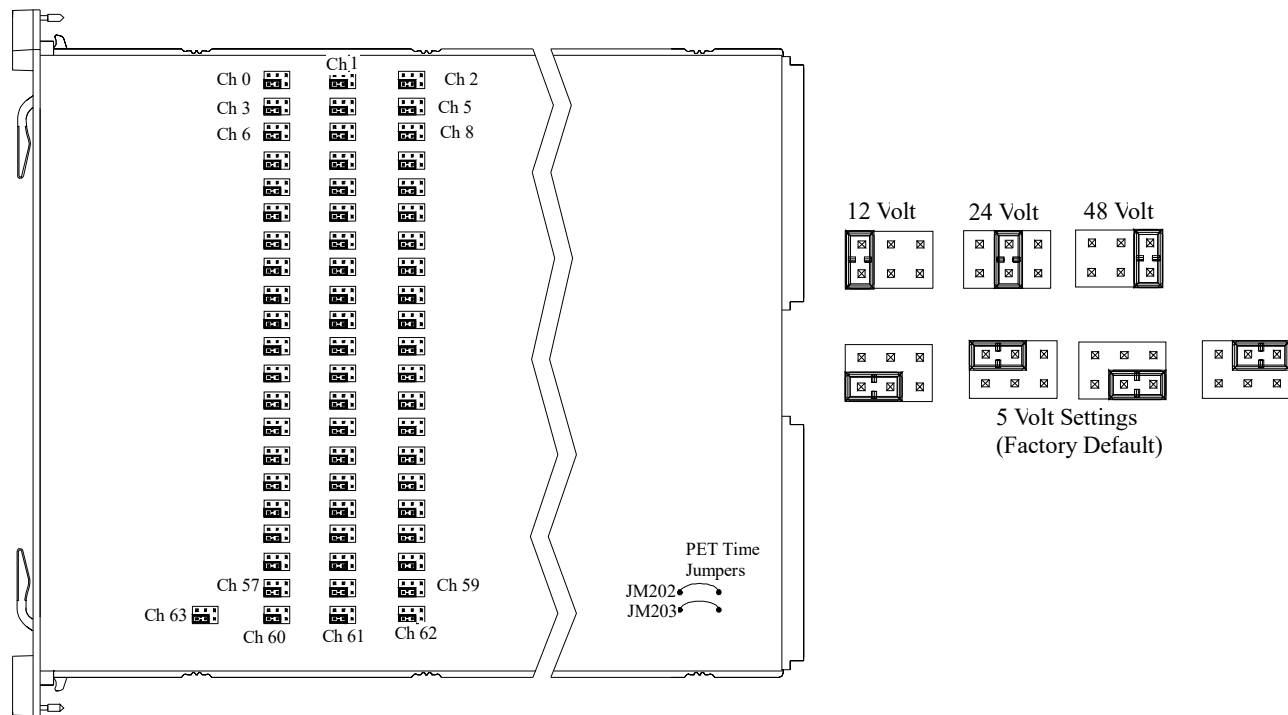 Ch 0
Ch 1
Ch 2
Ch 3
Ch 5
Ch 6
Ch 8
12 Volt
24 Volt
48 Volt
5 Volt Settings
(Factory Default)
PET Time
Jumpers
JM202
JM203
Ch 57
Ch 59
Ch 63
Ch 60
Ch 61
Ch 62